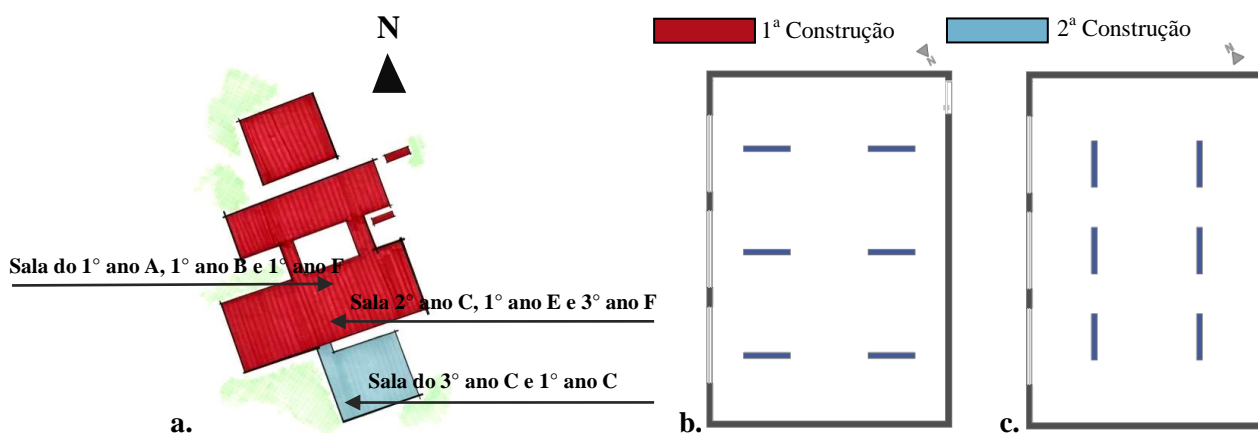 N
1ª Construção
2ª Construção
N
N
Sala do 1° ano A, 1° ano B e 1° ano F
Sala 2° ano C, 1° ano E e 3° ano F
Sala do 3° ano C e 1° ano C
a.
b.
c.